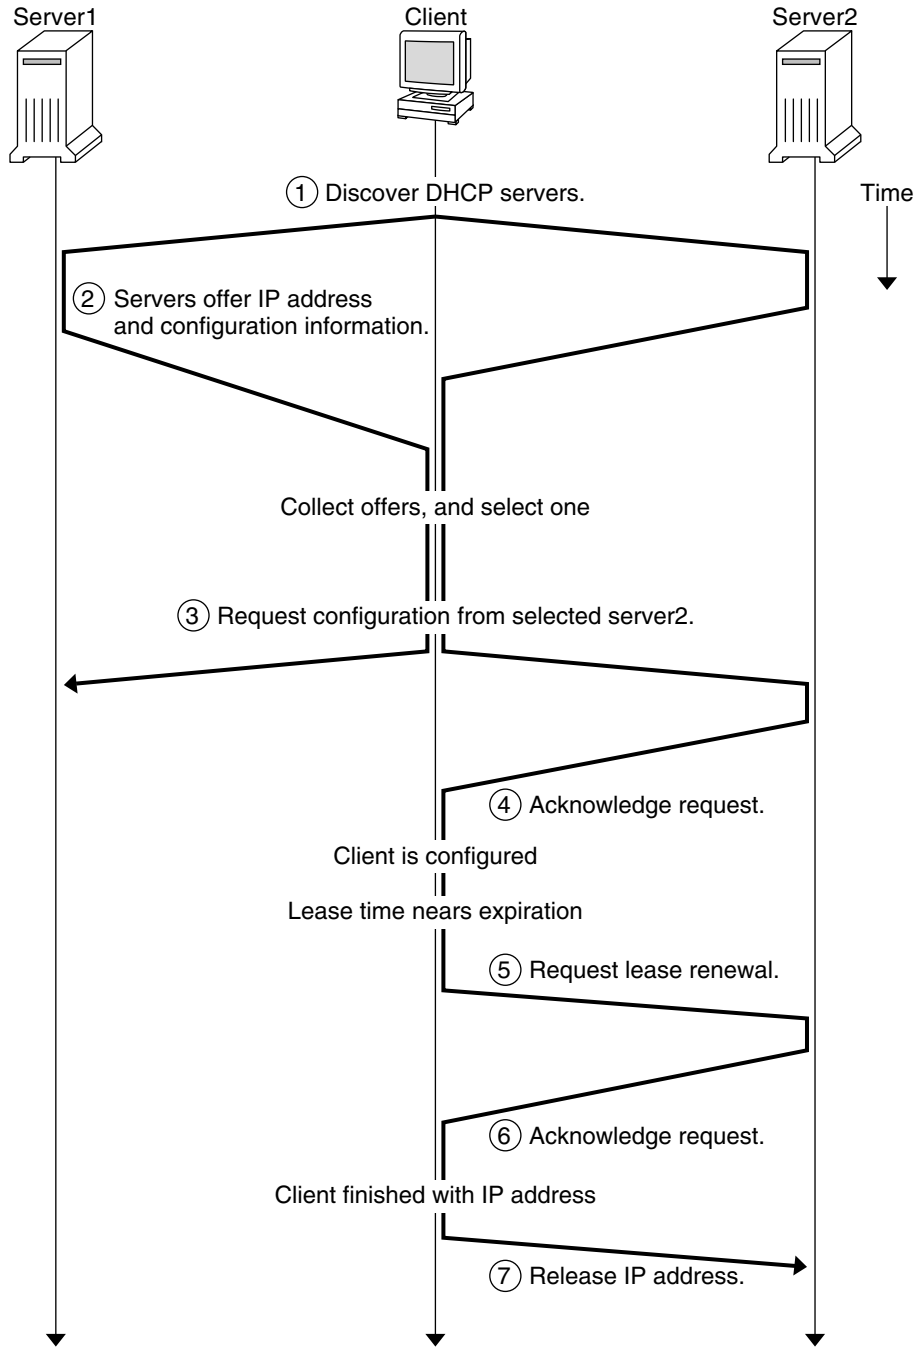 Server1
Client
Server2
1 Discover DHCP servers.
Time
2 Servers offer IP address
and configuration information.
Collect offers, and select one
3 Request configuration from selected server2.
4 Acknowledge request.
Client is configured
Lease time nears expiration
5 Request lease renewal.
6 Acknowledge request.
Client finished with IP address
7 Release IP address.